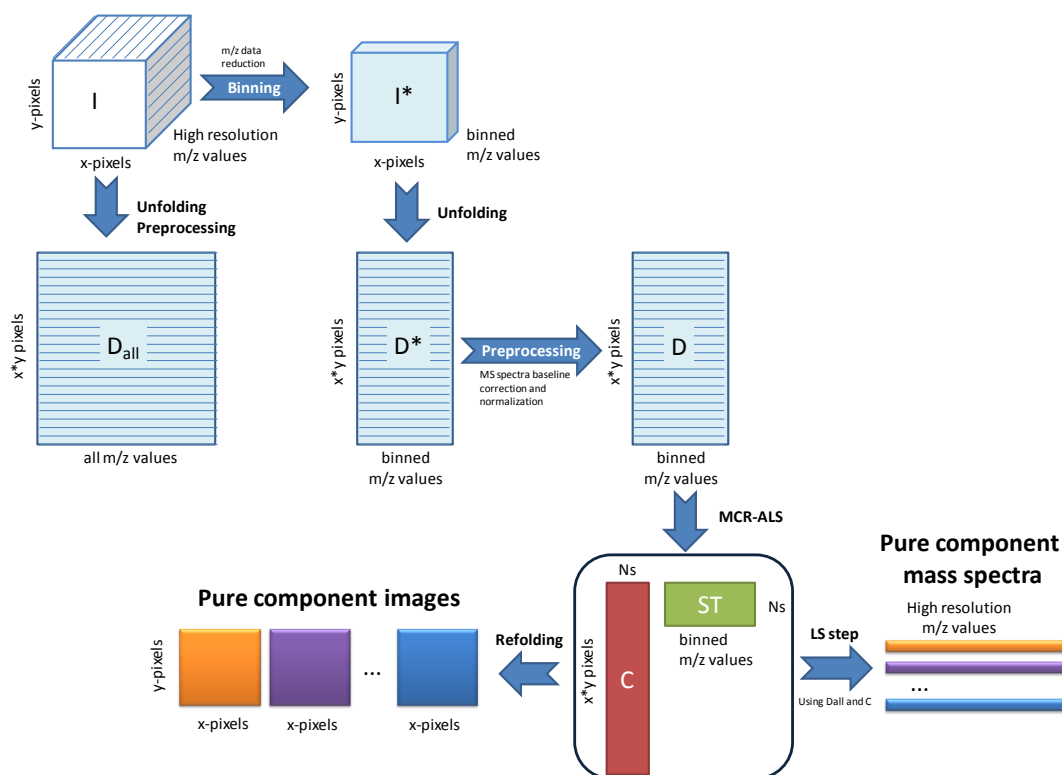 m/z data
reduction
Binning
y-pixels
I
High resolution
m/z values
x-pixels
y-pixels
I*
binned
m/z values
x-pixels
Unfolding
Preprocessing
Unfolding
x*y pixels
Dall
all m/z values
x*y pixels
D*
binned
m/z values
Preprocessing
MS spectra baseline
correction and
normalization
x*y pixels
D
binned
m/z values
MCR-ALS
Pure component images
y-pixels
...
x-pixels
x-pixels
x-pixels
Refolding
Ns
x*y pixels
C
ST
Ns
binned
m/z values
LS step
Using Dall and C
Pure component
mass spectra
High resolution
m/z values
...